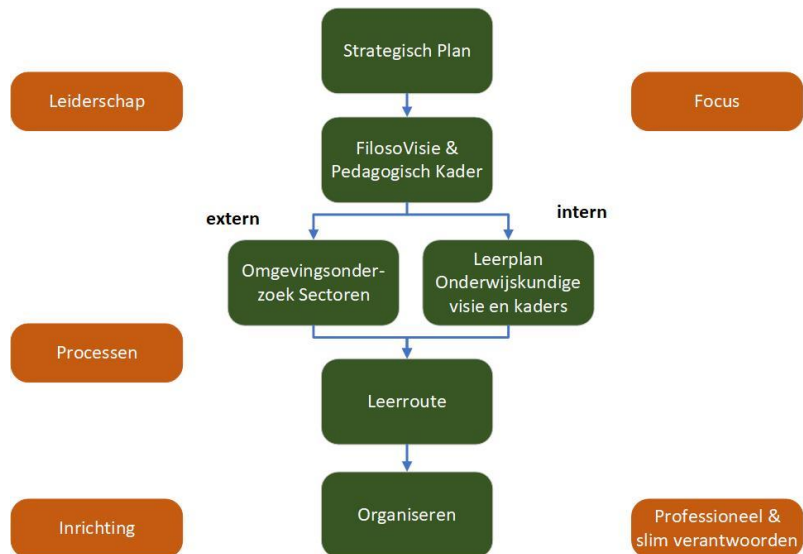 Strategisch Plan
Leiderschap
Focus
FilosoVisie &
Pedagogisch Kader
extern
intern
Omgevingsonder-
zoek Sectoren
Leerplan
Onderwijskundige
visie en kaders
Processen
Leerroute
Inrichting
Organiseren
Professioneel &
slim verantwoorden